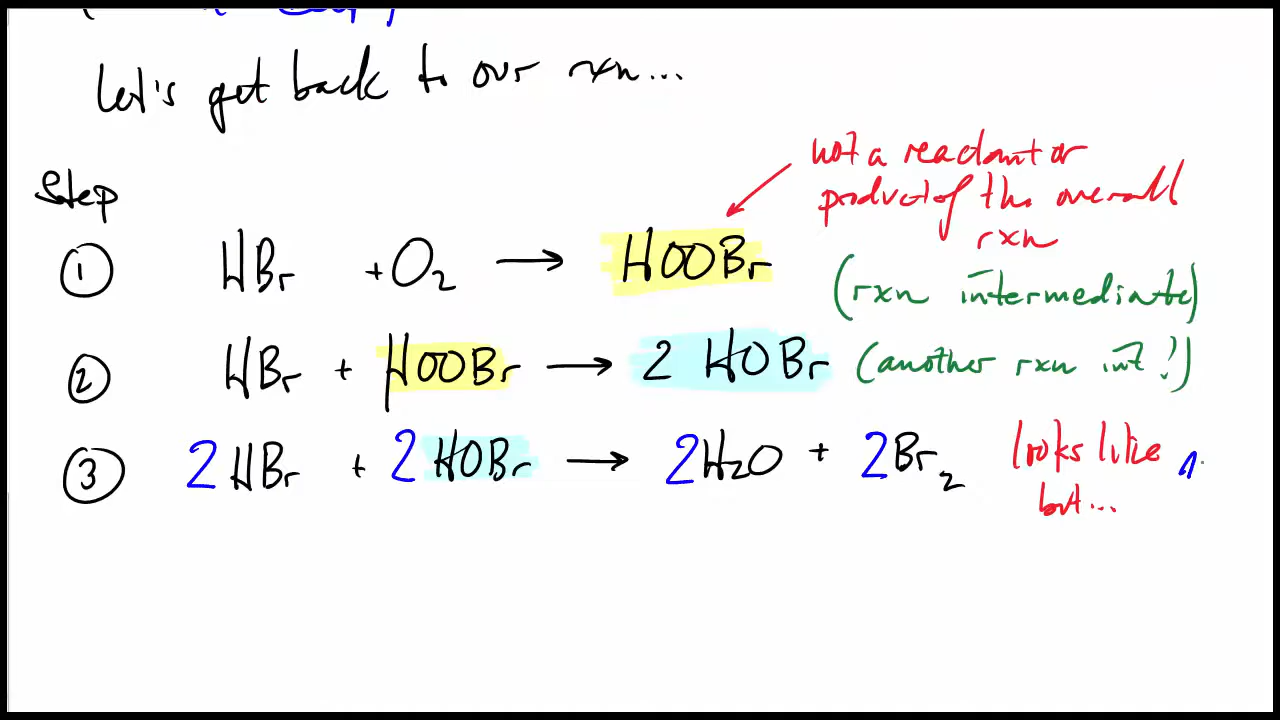 Let's get back to our rxn...
not a reactant or
Step
product of the overall
rxn
① HBr + O₂ → HOOBr
(rxn intermediate)
② HBr + HOOBr → 2 HOBr (another rxn int!)
③ 2HBr + 2HOBr → 2H₂O + 2Br₂ looks like
but...